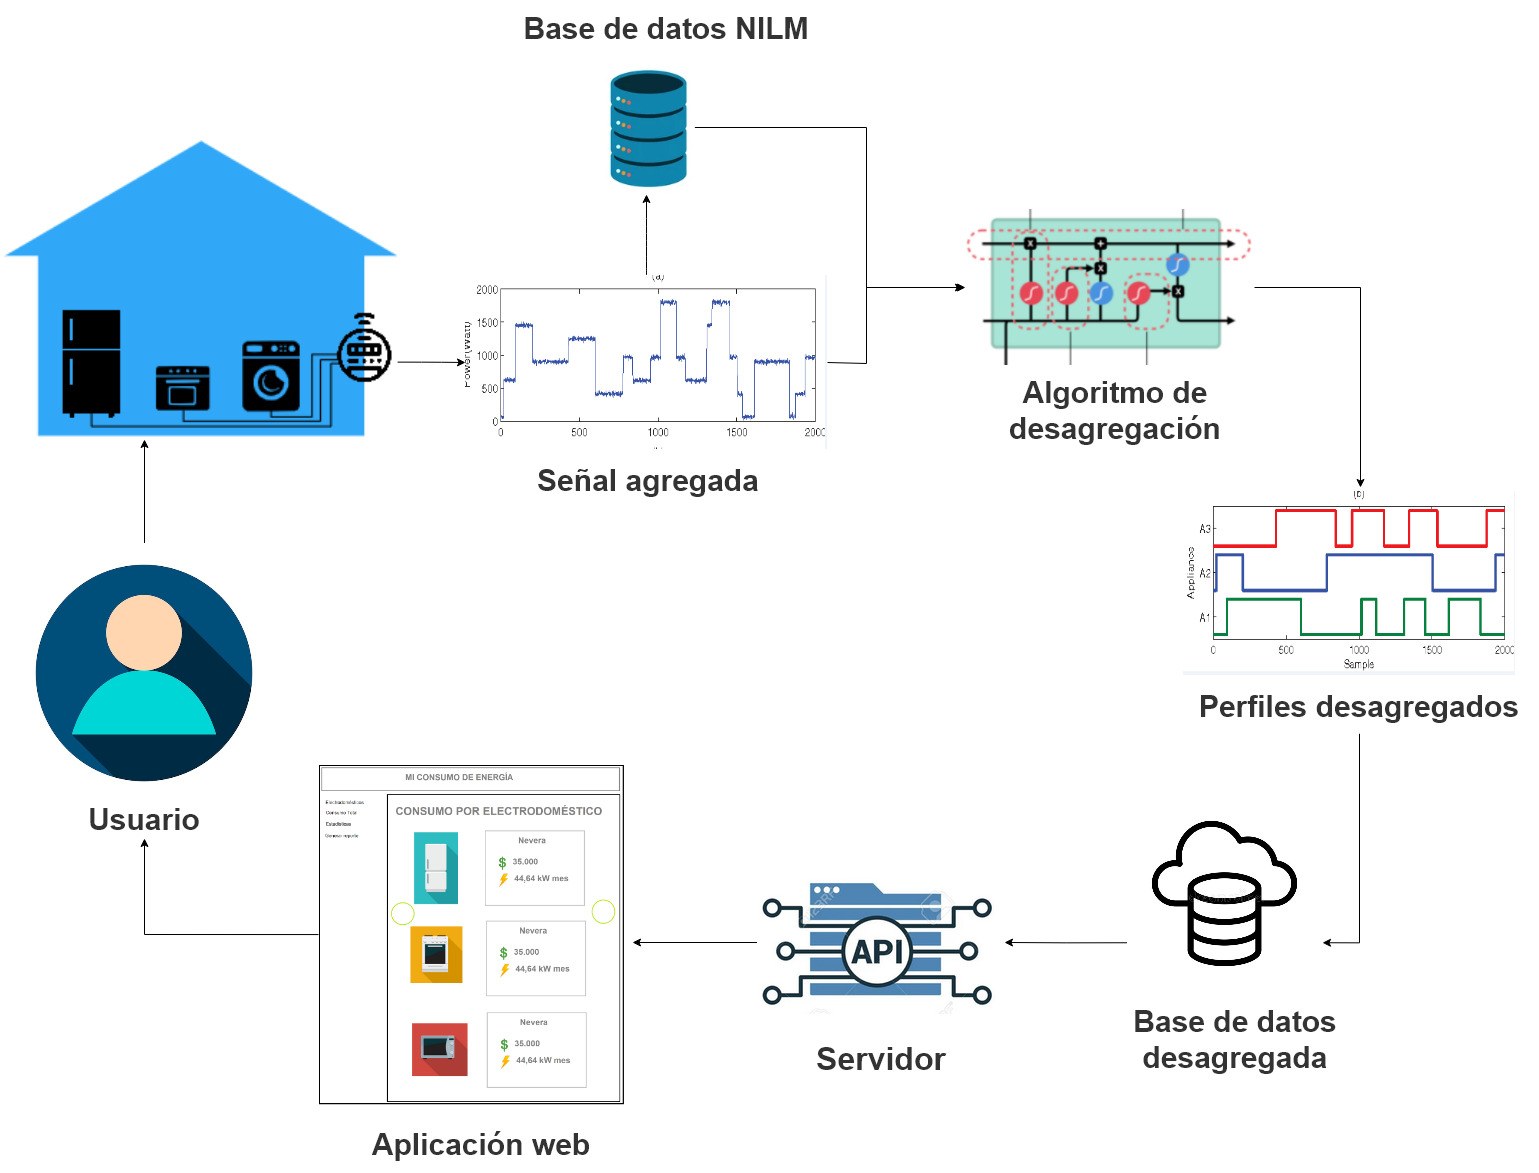 Base de datos NILM
(a)
Power(Watt)
2000
1500
1000
500
0
0 500 1000 1500 2000
Señal agregada
Algoritmo de
desagregación
Appliance
A3
A2
A1
0 500 1000 1500 2000
Sample
Perfiles desagregados
Usuario
MI CONSUMO DE ENERGÍA
Electrodomésticos
Consumo Total
Estadísticas
Generar reporte
CONSUMO POR ELECTRODOMÉSTICO
Nevera
$ 35.000
44,64 kW mes
Nevera
$ 35.000
44,64 kW mes
Nevera
$ 35.000
44,64 kW mes
Aplicación web
API
Servidor
Base de datos
desagregada